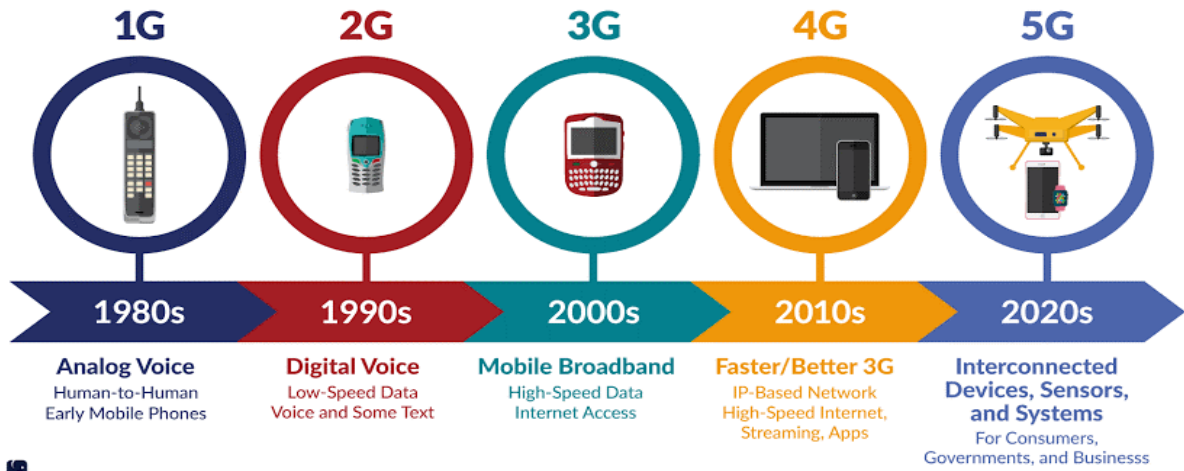 1G
2G
3G
4G
5G
1980s
1990s
2000s
2010s
2020s
Analog Voice
Human-to-Human
Early Mobile Phones
Digital Voice
Low-Speed Data
Voice and Some Text
Mobile Broadband
High-Speed Data
Internet Access
Faster/Better 3G
IP-Based Network
High-Speed Internet,
Streaming, Apps
Interconnected
Devices, Sensors,
and Systems
For Consumers,
Governments, and Businesss